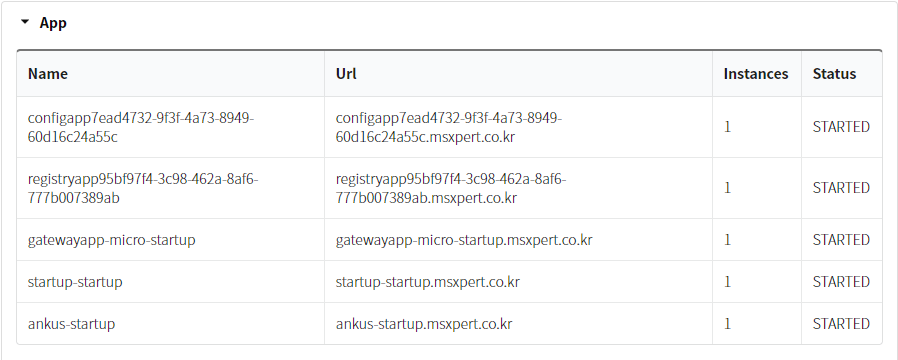 App
Name Url Instances Status
configapp7ead4732-9f3f-4a73-8949- configapp7ead4732-9f3f-4a73-8949-
60d16c24a55c 60d16c24a55c.msxpert.co.kr 1 STARTED
registryapp95bf97f4-3c98-462a-8af6- registryapp95bf97f4-3c98-462a-8af6-
777b007389ab 777b007389ab.msxpert.co.kr 1 STARTED
gatewayapp-micro-startup gatewayapp-micro-startup.msxpert.co.kr 1 STARTED
startup-startup startup-startup.msxpert.co.kr 1 STARTED
ankus-startup ankus-startup.msxpert.co.kr 1 STARTED